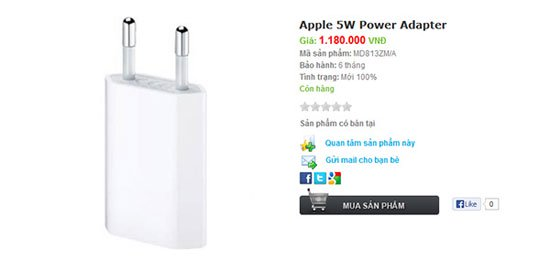 Apple 5W Power Adapter
Giá: 1.180.000 VNĐ
Mã sản phẩm: MD813ZM/A
Bảo hành: 6 tháng
Tình trạng: Mới 100%
Còn hàng
Sản phẩm có bán tại
Quan tâm sản phẩm này
Gửi mail cho bạn bè
MUA SẢN PHẨM
Like 0